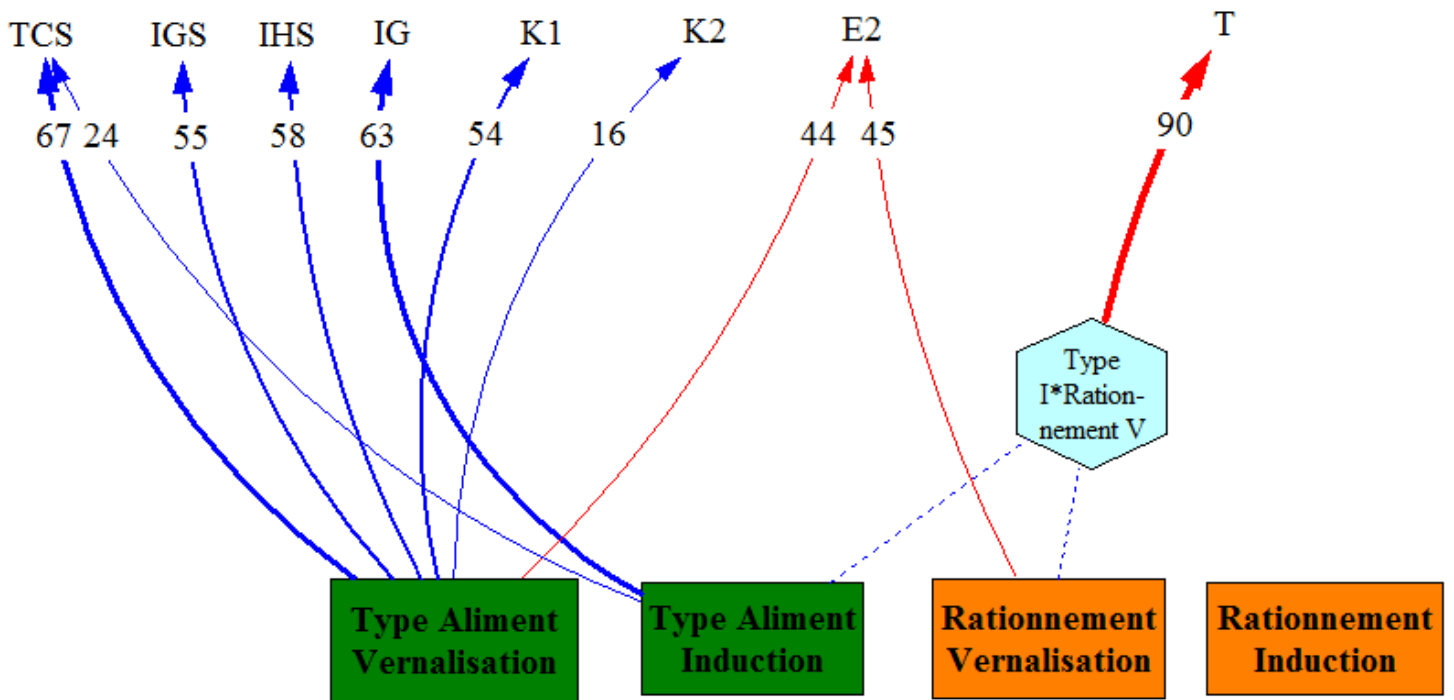 TCS IGS IHS IG K1 K2 E2 T
67 24 55 58 63 54 16 44 45 90
Type
I*Ration-
nement V
Type Aliment
Vernalisation
Type Aliment
Induction
Rationnement
Vernalisation
Rationnement
Induction